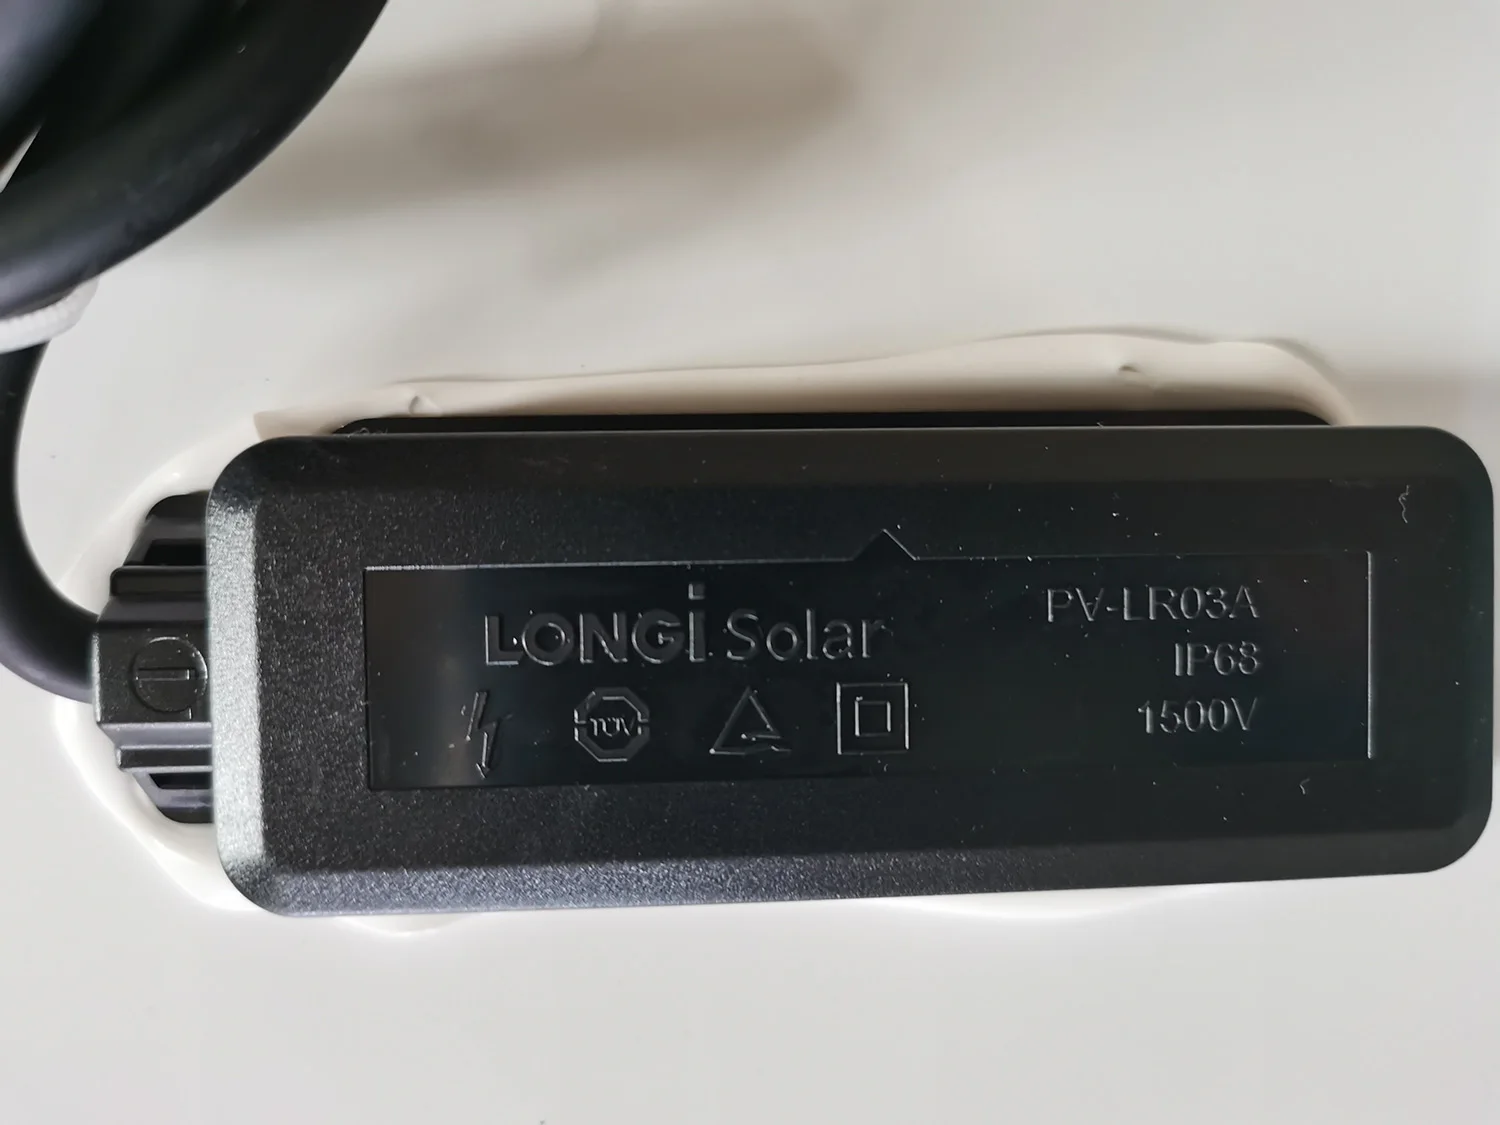 LONGi Solar
TÜV
PV-LR03A
IP68
1500V